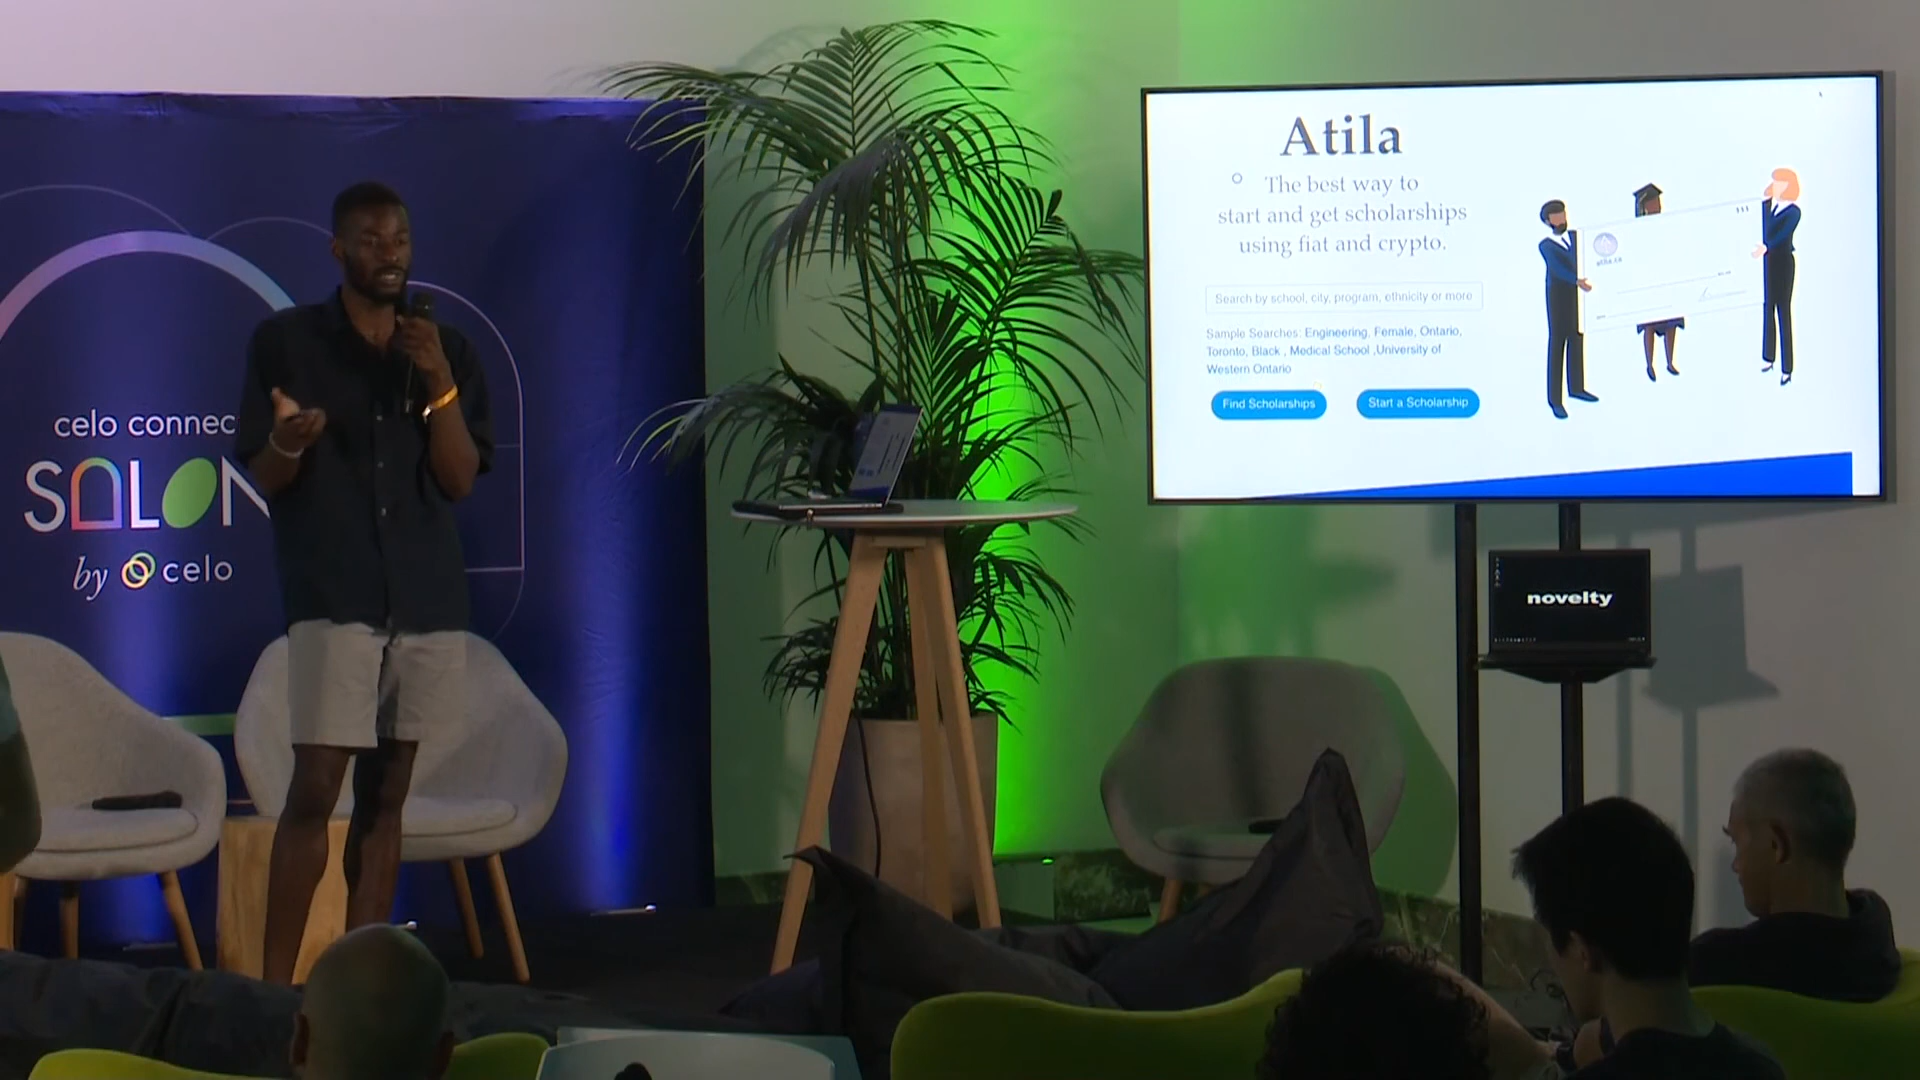 celo connec
SALON
by celo
Atila
The best way to
start and get scholarships
using fiat and crypto.
Search by school, city, program, ethnicity or more
Sample Searches: Engineering, Female, Ontario,
Toronto, Black , Medical School ,University of
Western Ontario
Find Scholarships
Start a Scholarship
atila.ca
novelty